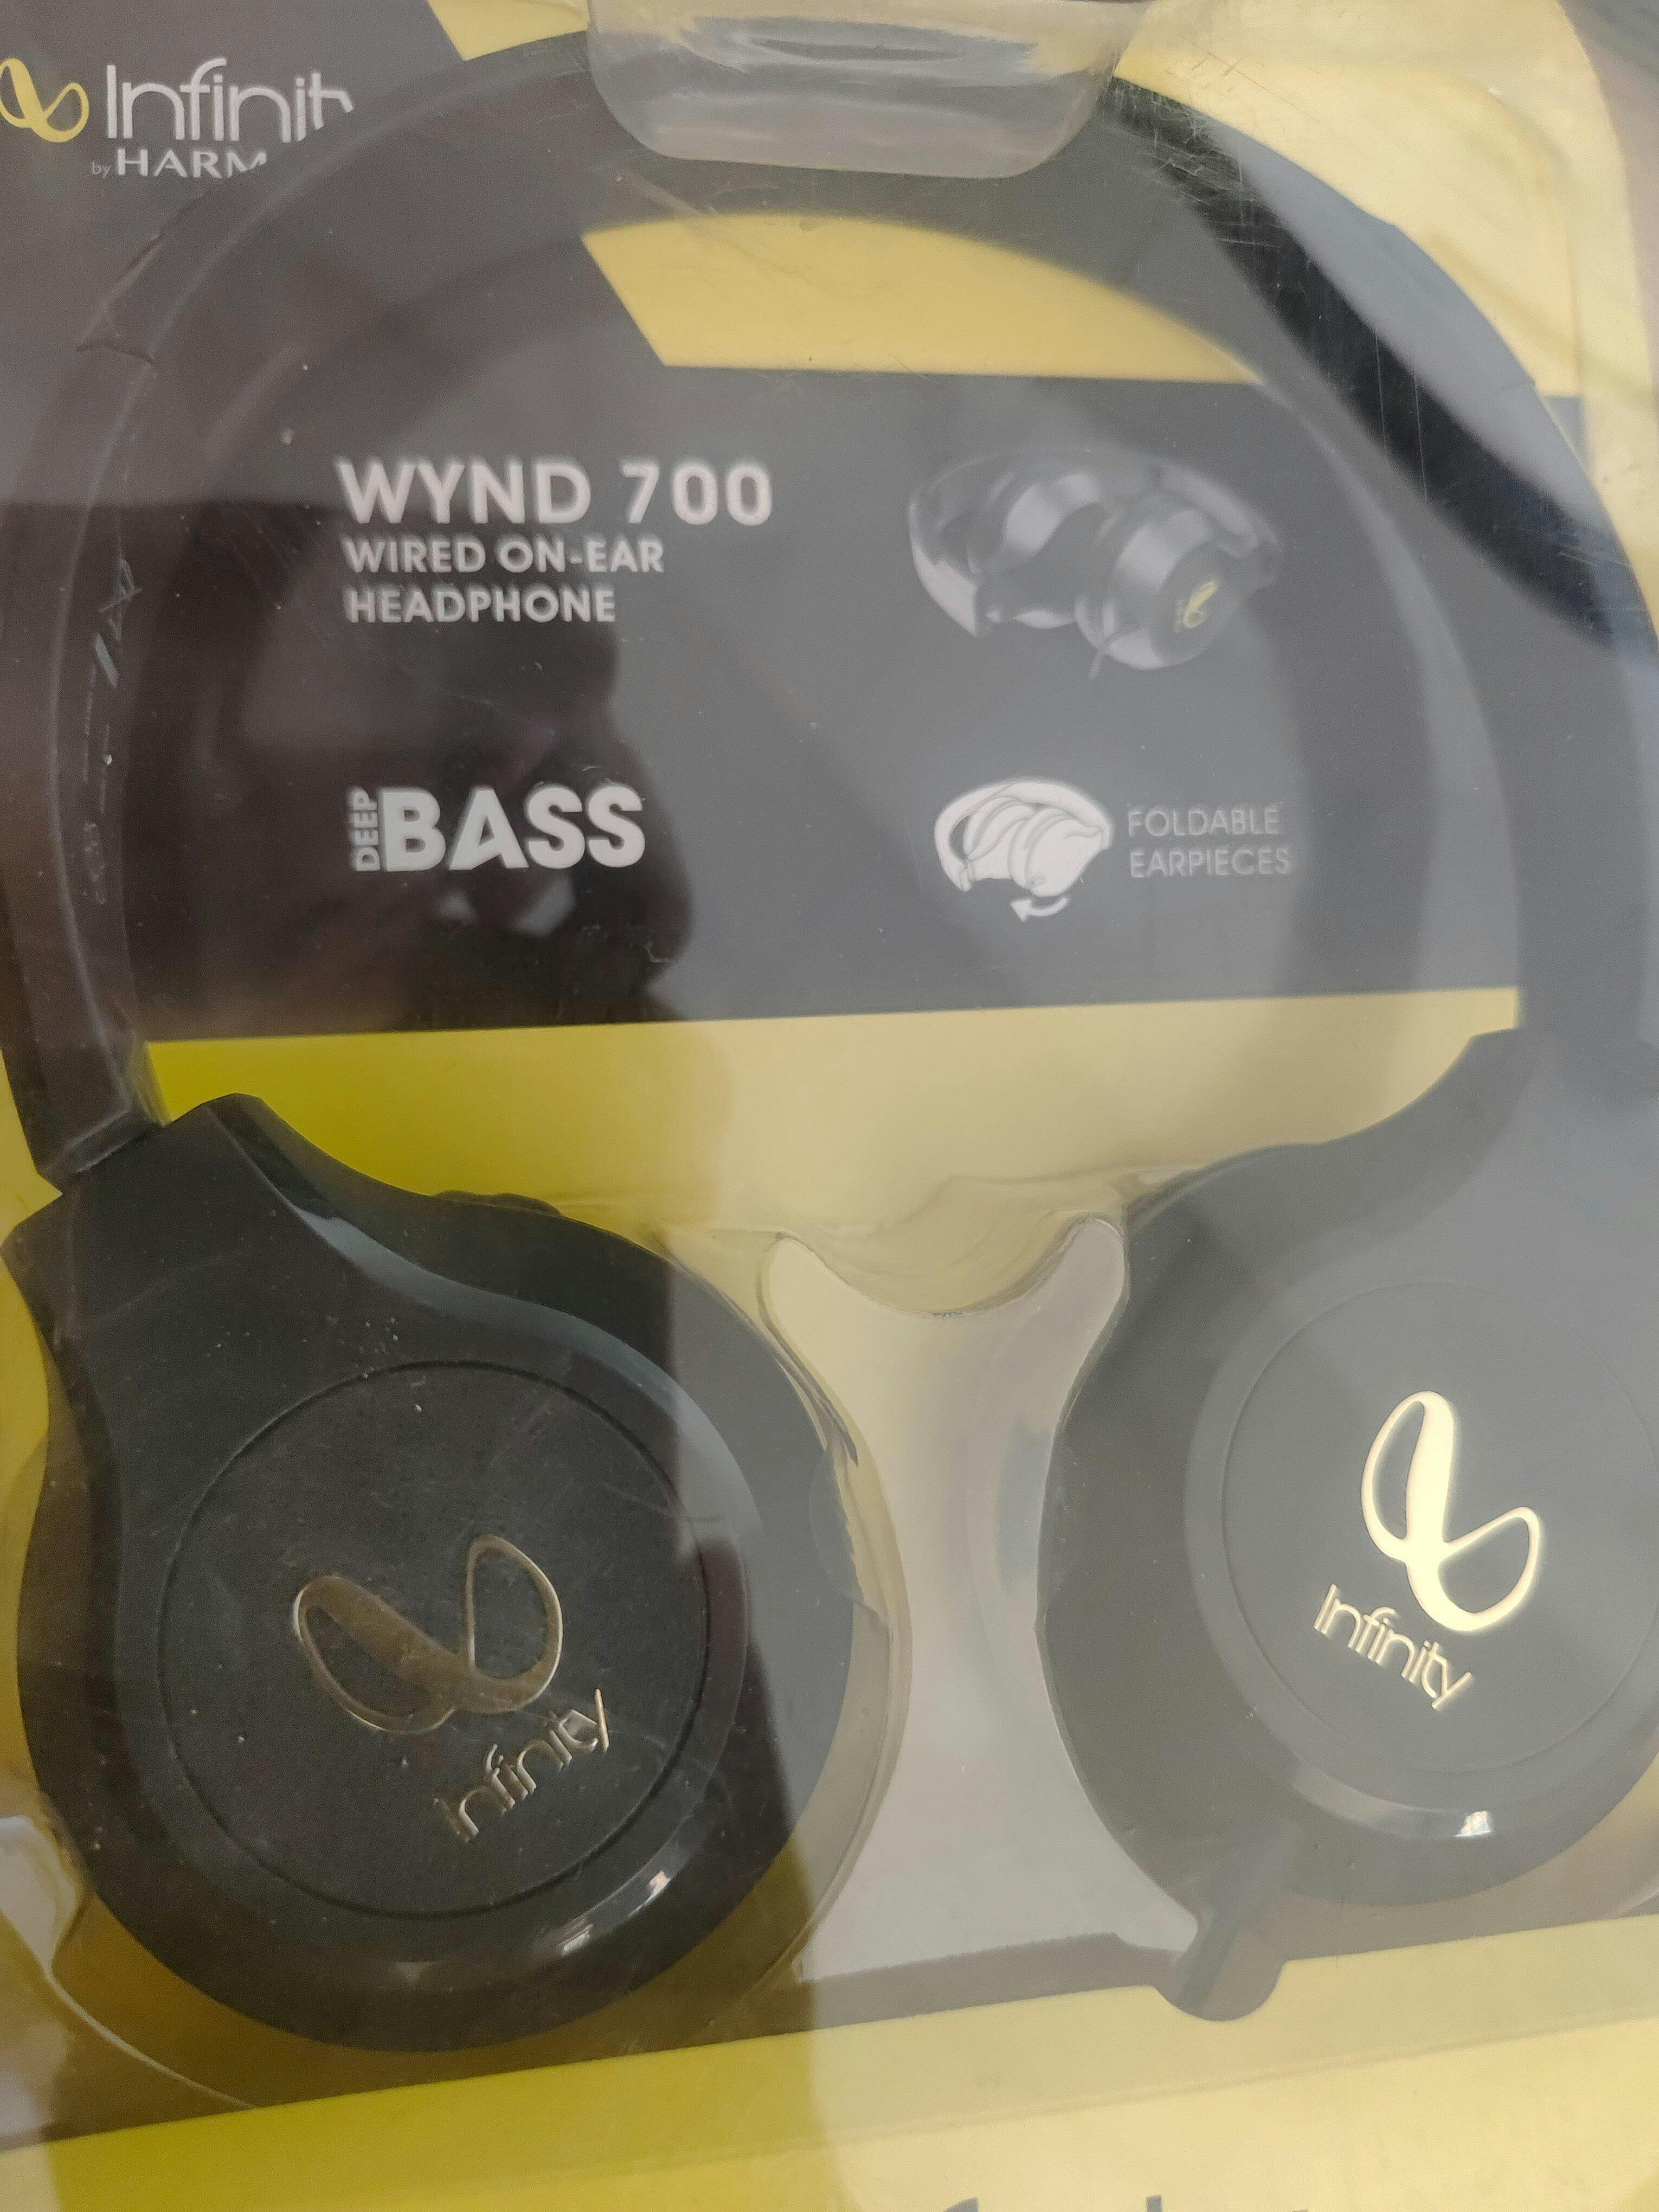 Infinit
by HARM
WYND 700
WIRED ON-EAR
HEADPHONE
DEEP BASS
FOLDABLE
EARPIECES
Infinity
Infinity